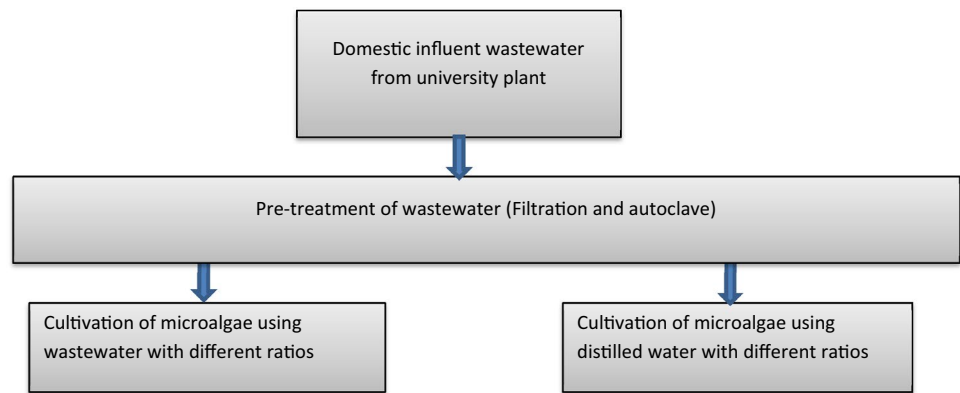 Domestic influent wastewater
from university plant
Pre-treatment of wastewater (Filtration and autoclave)
Cultivation of microalgae using
wastewater with different ratios
Cultivation of microalgae using
distilled water with different ratios